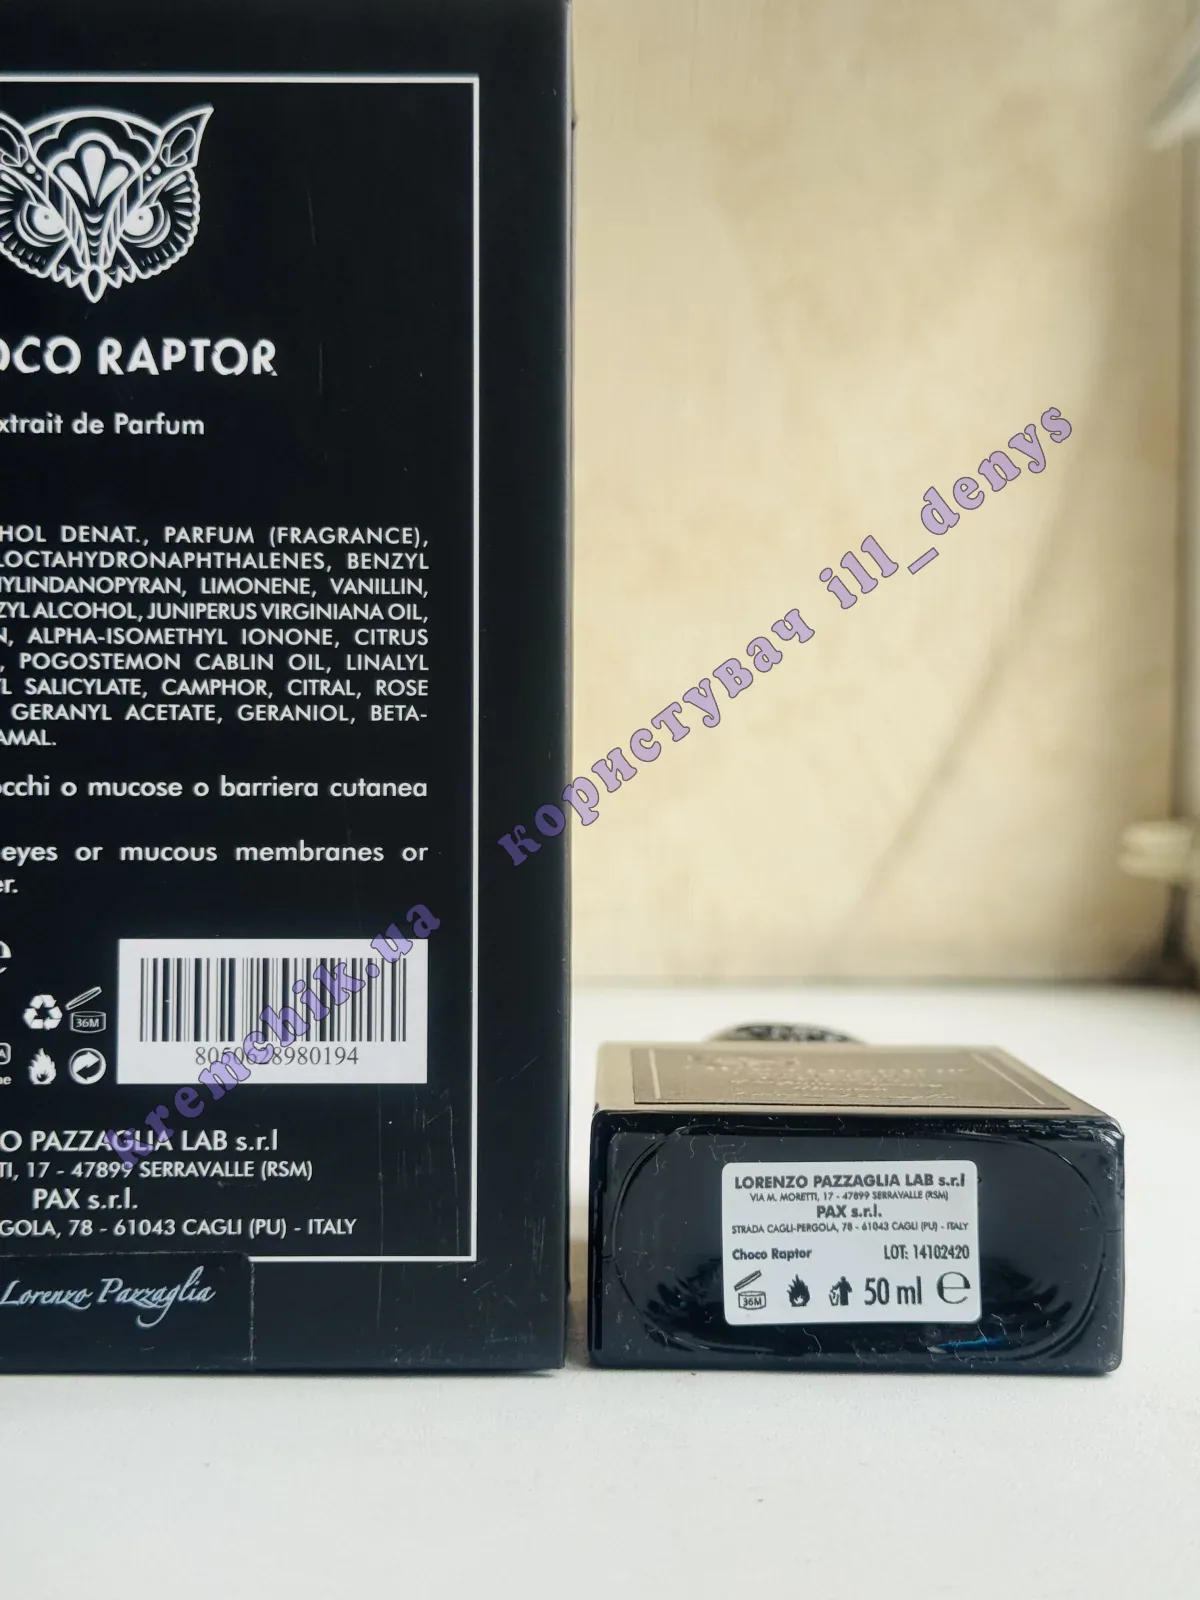 OCO RAPTOR
xtrait de Parfum
HOL DENAT., PARFUM (FRAGRANCE),
LOCTAHYDRONAPHTHALENES, BENZYL
HYLINDANOPYRAN, LIMONENE, VANILLIN,
ZYL ALCOHOL, JUNIPERUS VIRGINIANA OIL,
N, ALPHA-ISOMETHYL IONONE, CITRUS
, POGOSTEMON CABLIN OIL, LINALYL
YL SALICYLATE, CAMPHOR, CITRAL, ROSE
GERANYL ACETATE, GERANIOL, BETA-
AMAL.
occhi o mucose o barriera cutanea
eyes or mucous membranes or
er.
e
36M
8050628980194
O PAZZAGLIA LAB s.r.l
TI, 17 - 47899 SERRAVALLE (RSM)
PAX s.r.l.
GOLA, 78 - 61043 CAGLI (PU) - ITALY
Lorenzo Pazzaglia
LORENZO PAZZAGLIA LAB s.r.l
VIA M. MORETTI, 17 - 47899 SERRAVALLE (RSM)
PAX s.r.l.
STRADA CAGLI-PERGOLA, 78 - 61043 CAGLI (PU) - ITALY
Choco Raptor LOT: 14102420
36M 50 ml e
користувач ill_denys
kremchik.ua